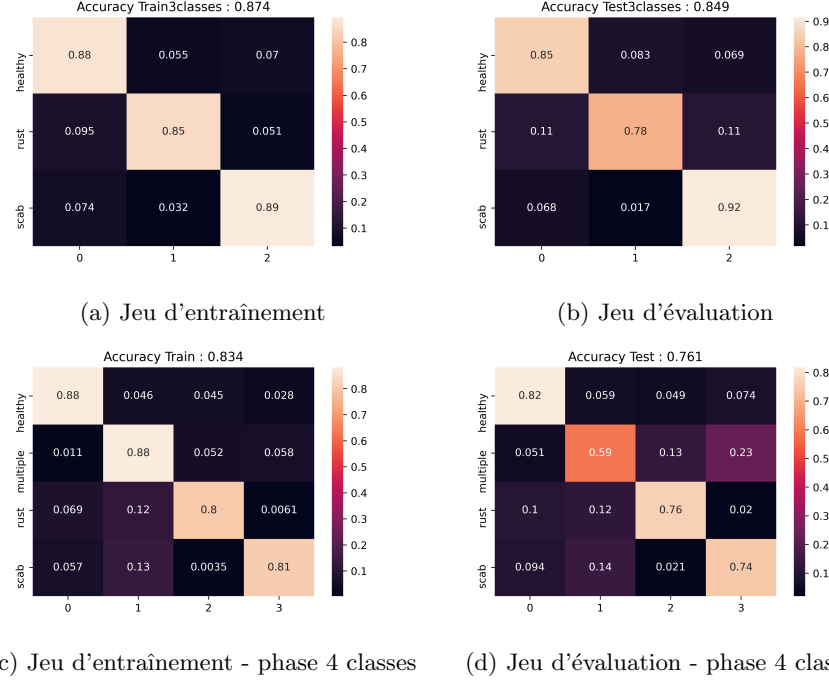 Accuracy Train3classes : 0.874
healthy 0.88 0.055 0.07
rust 0.095 0.85 0.051
scab 0.074 0.032 0.89
0 1 2
0.8
0.7
0.6
0.5
0.4
0.3
0.2
0.1
(a) Jeu d'entraînement
Accuracy Test3classes : 0.849
healthy 0.85 0.083 0.069
rust 0.11 0.78 0.11
scab 0.068 0.017 0.92
0 1 2
0.9
0.8
0.7
0.6
0.5
0.4
0.3
0.2
0.1
(b) Jeu d'évaluation
Accuracy Train : 0.834
healthy 0.88 0.046 0.045 0.028
multiple 0.011 0.88 0.052 0.058
rust 0.069 0.12 0.8 0.0061
scab 0.057 0.13 0.0035 0.81
0 1 2 3
0.8
0.7
0.6
0.5
0.4
0.3
0.2
0.1
c) Jeu d'entraînement - phase 4 classes
Accuracy Test : 0.761
healthy 0.82 0.059 0.049 0.074
multiple 0.051 0.59 0.13 0.23
rust 0.1 0.12 0.76 0.02
scab 0.094 0.14 0.021 0.74
0 1 2 3
0.8
0.7
0.6
0.5
0.4
0.3
0.2
0.1
(d) Jeu d'évaluation - phase 4 clas